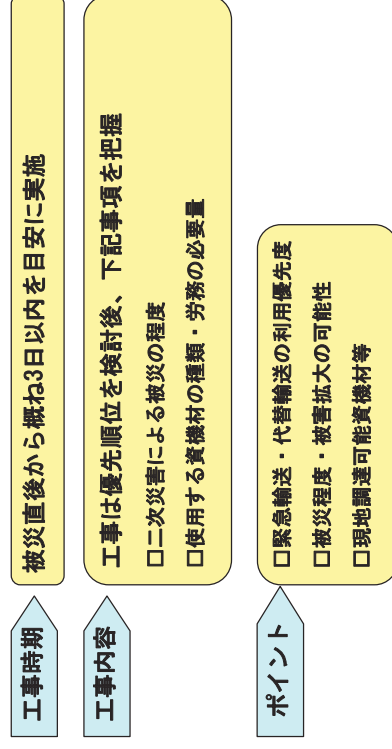 工事時期
被災直後から概ね3日以内を目安に実施
工事内容
工事は優先順位を検討後、下記事項を把握
□二次災害による被災の程度
□使用する資機材の種類・労務の必要量
ポイント
□緊急輸送・代替輸送の利用優先度
□被災程度・被害拡大の可能性
□現地調達可能資機材等